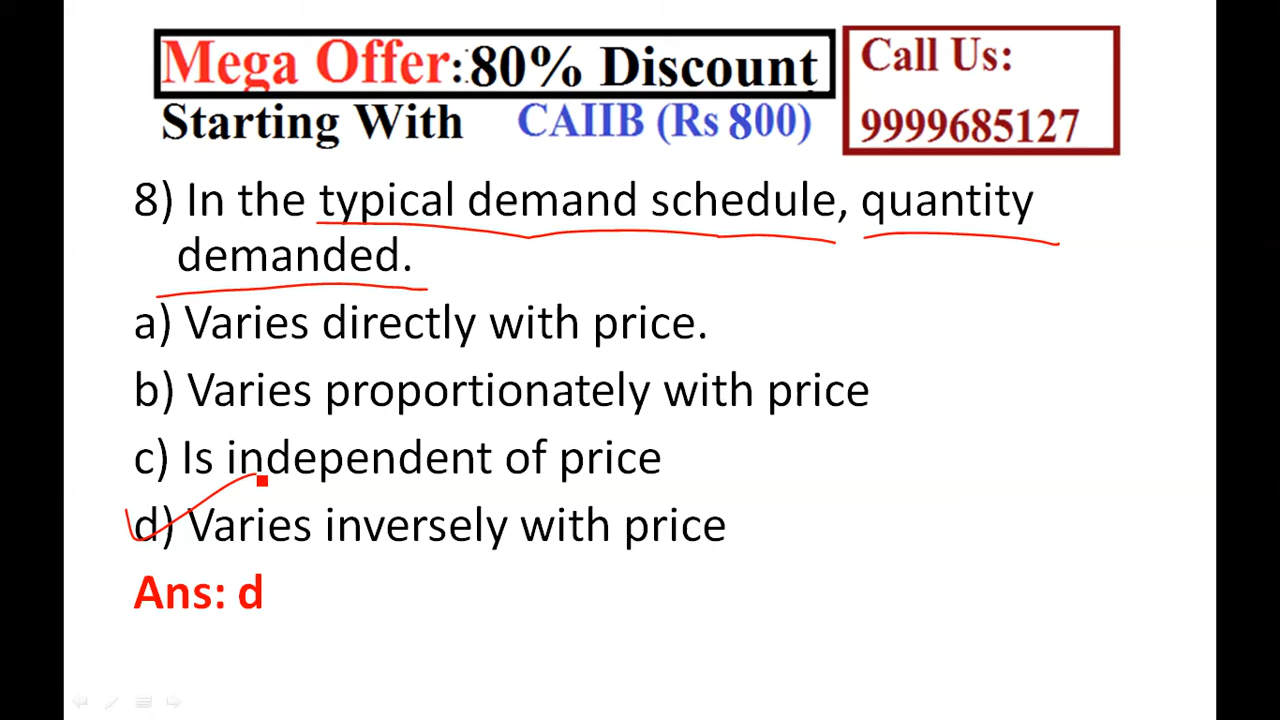 Mega Offer: 80% Discount
Starting With CAIIB (Rs 800)
Call Us:
9999685127
8) In the typical demand schedule, quantity
demanded.
a) Varies directly with price.
b) Varies proportionately with price
c) Is independent of price
d) Varies inversely with price
Ans: d